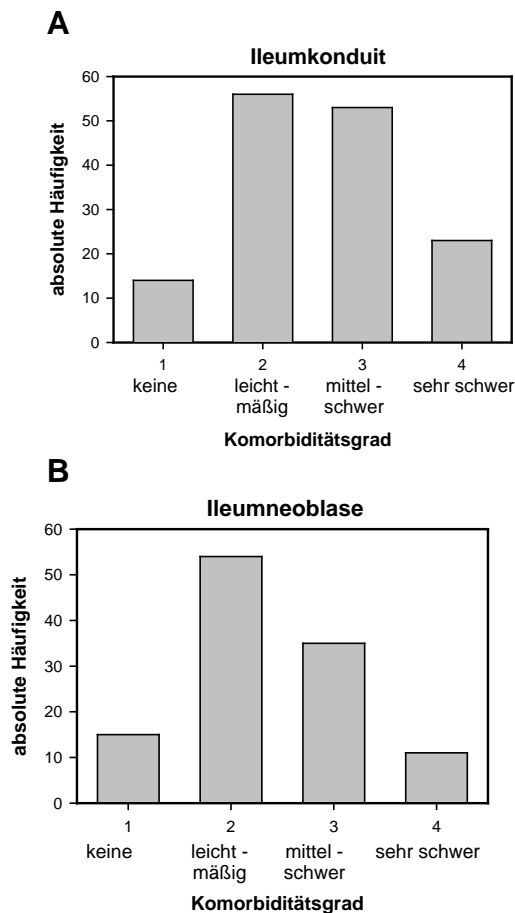 A
Ileumkonduit
absolute Häufigkeit
60
50
40
30
20
10
0
1 2 3 4
keine leicht - mittel - sehr schwer
mäßig schwer
Komorbiditätsgrad
B
Ileumneoblase
absolute Häufigkeit
60
50
40
30
20
10
0
1 2 3 4
keine leicht - mittel - sehr schwer
mäßig schwer
Komorbiditätsgrad